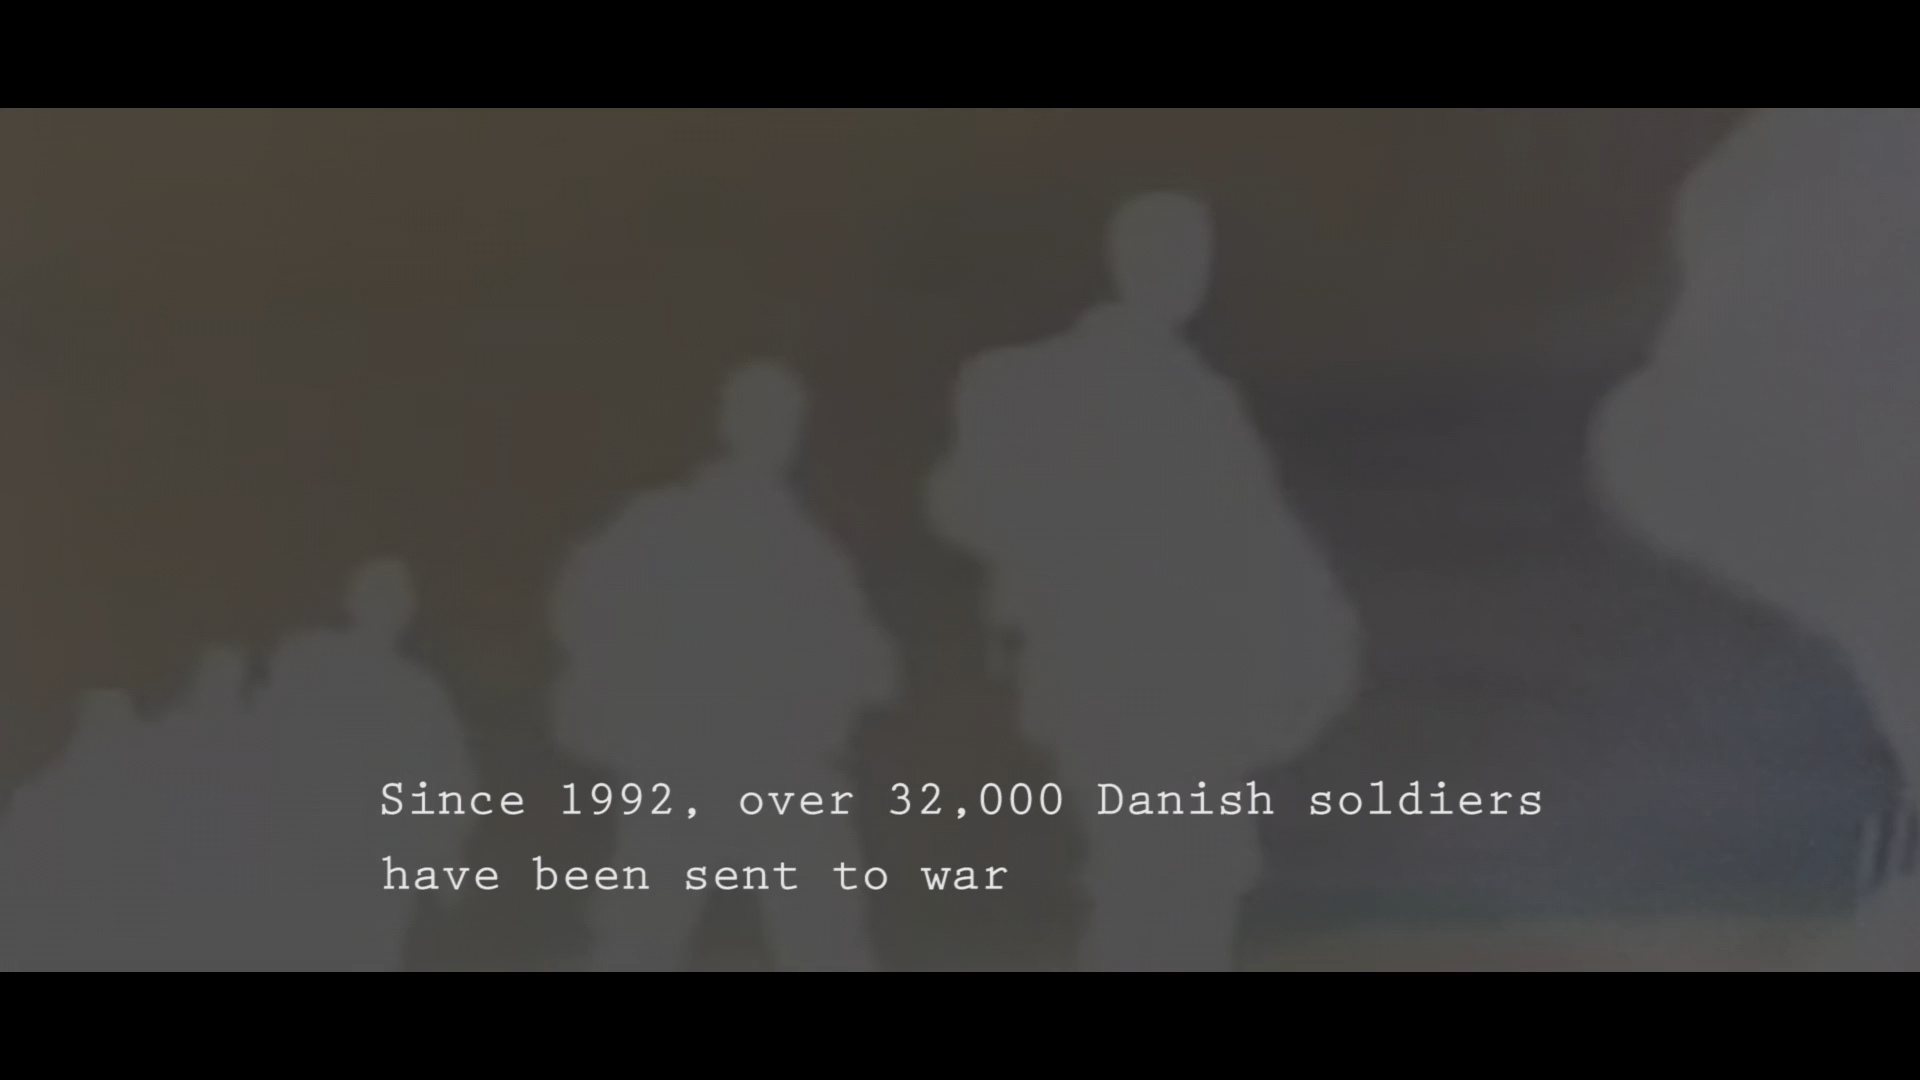 Since 1992, over 32,000 Danish soldiers
have been sent to war